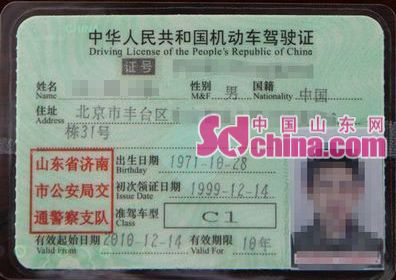 中华人民共和国机动车驾驶证
Driving License of the People's Republic of China
证号
姓名 性别 男 国籍 中国
Name M&F Nationality
住址 北京市丰台区
Address
栋31号
中国山东网
Sdchina.com
山东省济南
市公安局交
通警察支队
出生日期 1971-10-28
Birthday
初次领证日期 1999-12-14
Issue Date
准驾车型 C1
Class
有效起始日期 2010-12-14 有效期限 10年
Valid From Valid For